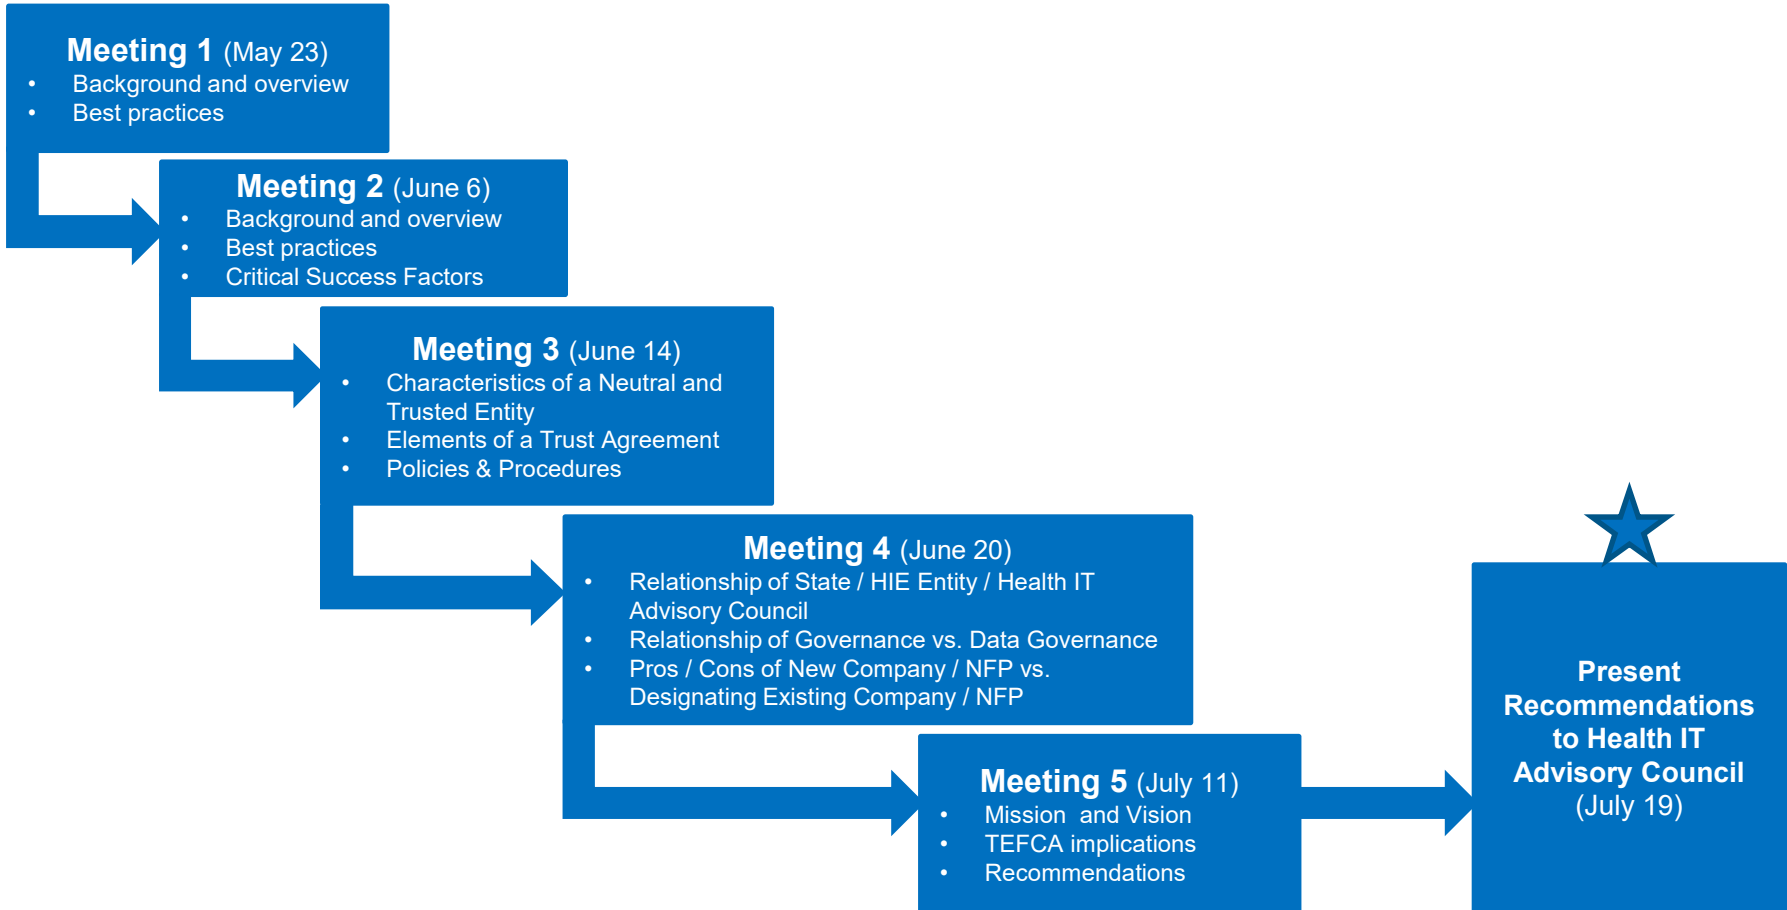 Meeting 1 (May 23)
• Background and overview
• Best practices
Meeting 2 (June 6)
• Background and overview
• Best practices
• Critical Success Factors
Meeting 3 (June 14)
• Characteristics of a Neutral and
Trusted Entity
• Elements of a Trust Agreement
• Policies & Procedures
Meeting 4 (June 20)
• Relationship of State / HIE Entity / Health IT
Advisory Council
• Relationship of Governance vs. Data Governance
• Pros / Cons of New Company / NFP vs.
Designating Existing Company / NFP
Meeting 5 (July 11)
• Mission and Vision
• TEFCA implications
• Recommendations
Present
Recommendations
to Health IT
Advisory Council
(July 19)